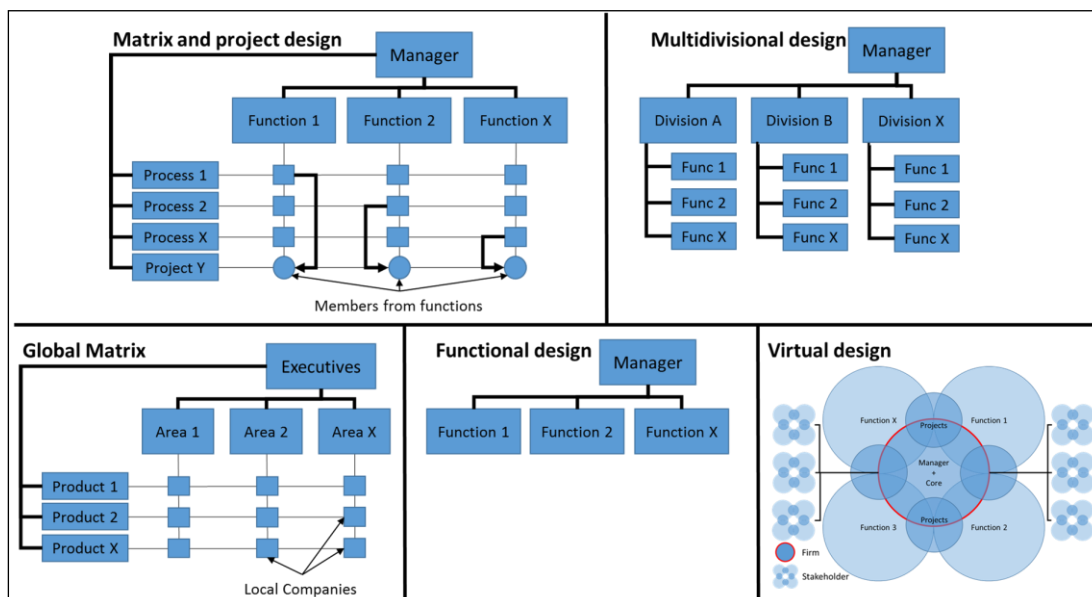 Matrix and project design
Manager
Function 1
Function 2
Function X
Process 1
Process 2
Process X
Project Y
Members from functions
Multidivisional design
Manager
Division A
Division B
Division X
Func 1
Func 1
Func 1
Func 2
Func 2
Func 2
Func X
Func X
Func X
Global Matrix
Executives
Area 1
Area 2
Area X
Product 1
Product 2
Product X
Local Companies
Functional design
Manager
Function 1
Function 2
Function X
Virtual design
Function X
Projects
Function 1
Manager
+
Core
Function 3
Projects
Function 2
Firm
Stakeholder